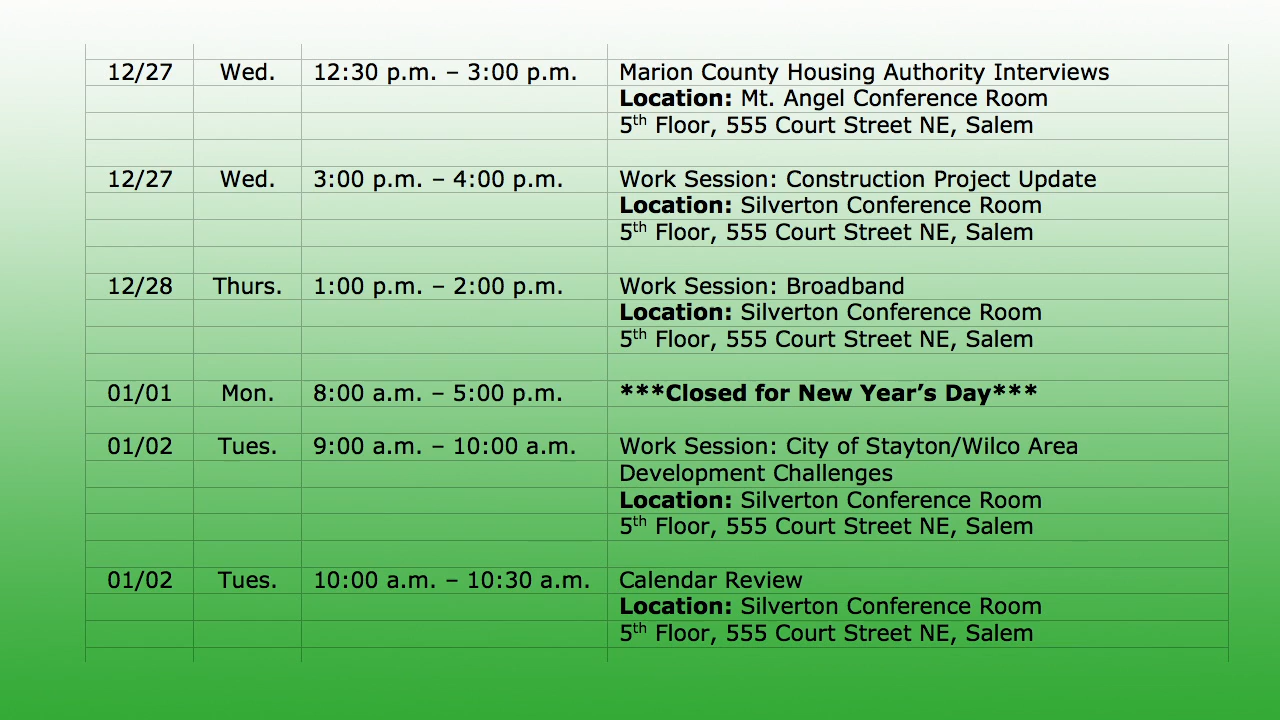 12/27 Wed. 12:30 p.m. – 3:00 p.m. Marion County Housing Authority Interviews
Location: Mt. Angel Conference Room
5th Floor, 555 Court Street NE, Salem
12/27 Wed. 3:00 p.m. – 4:00 p.m. Work Session: Construction Project Update
Location: Silverton Conference Room
5th Floor, 555 Court Street NE, Salem
12/28 Thurs. 1:00 p.m. – 2:00 p.m. Work Session: Broadband
Location: Silverton Conference Room
5th Floor, 555 Court Street NE, Salem
01/01 Mon. 8:00 a.m. – 5:00 p.m. ***Closed for New Year’s Day***
01/02 Tues. 9:00 a.m. – 10:00 a.m. Work Session: City of Stayton/Wilco Area
Development Challenges
Location: Silverton Conference Room
5th Floor, 555 Court Street NE, Salem
01/02 Tues. 10:00 a.m. – 10:30 a.m. Calendar Review
Location: Silverton Conference Room
5th Floor, 555 Court Street NE, Salem